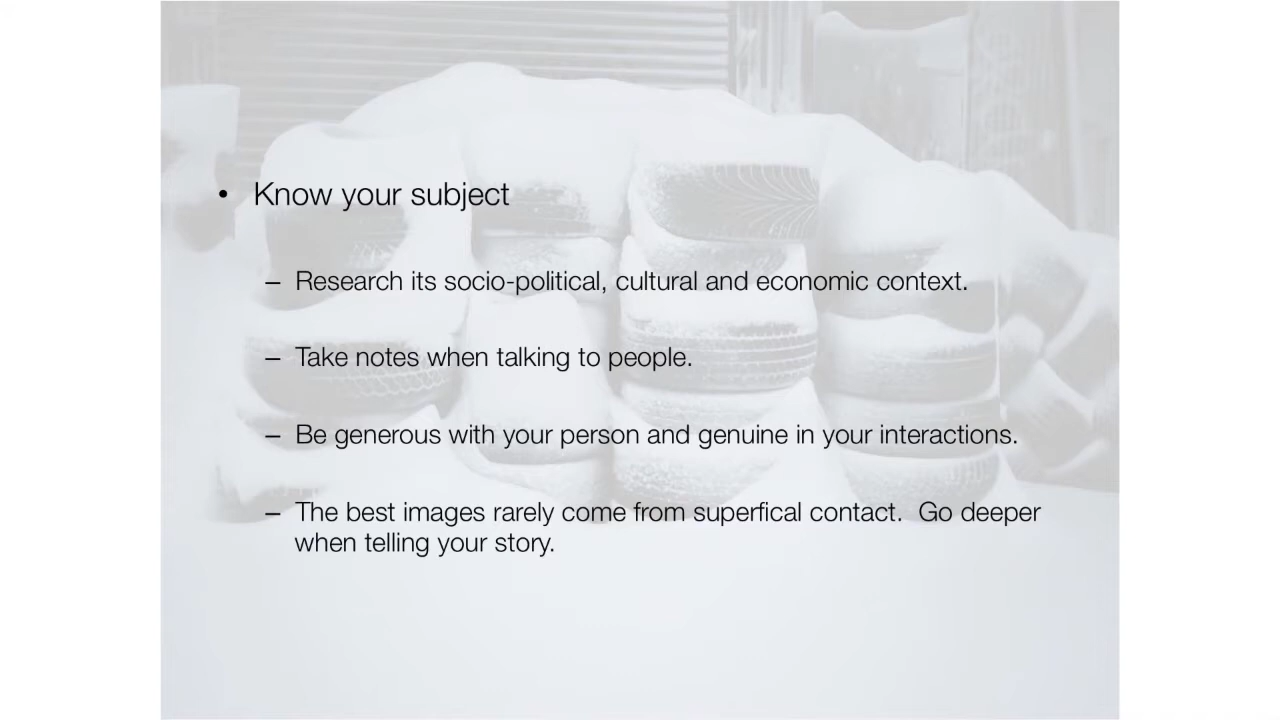 • Know your subject
– Research its socio-political, cultural and economic context.
– Take notes when talking to people.
– Be generous with your person and genuine in your interactions.
– The best images rarely come from superfical contact.  Go deeper
when telling your story.